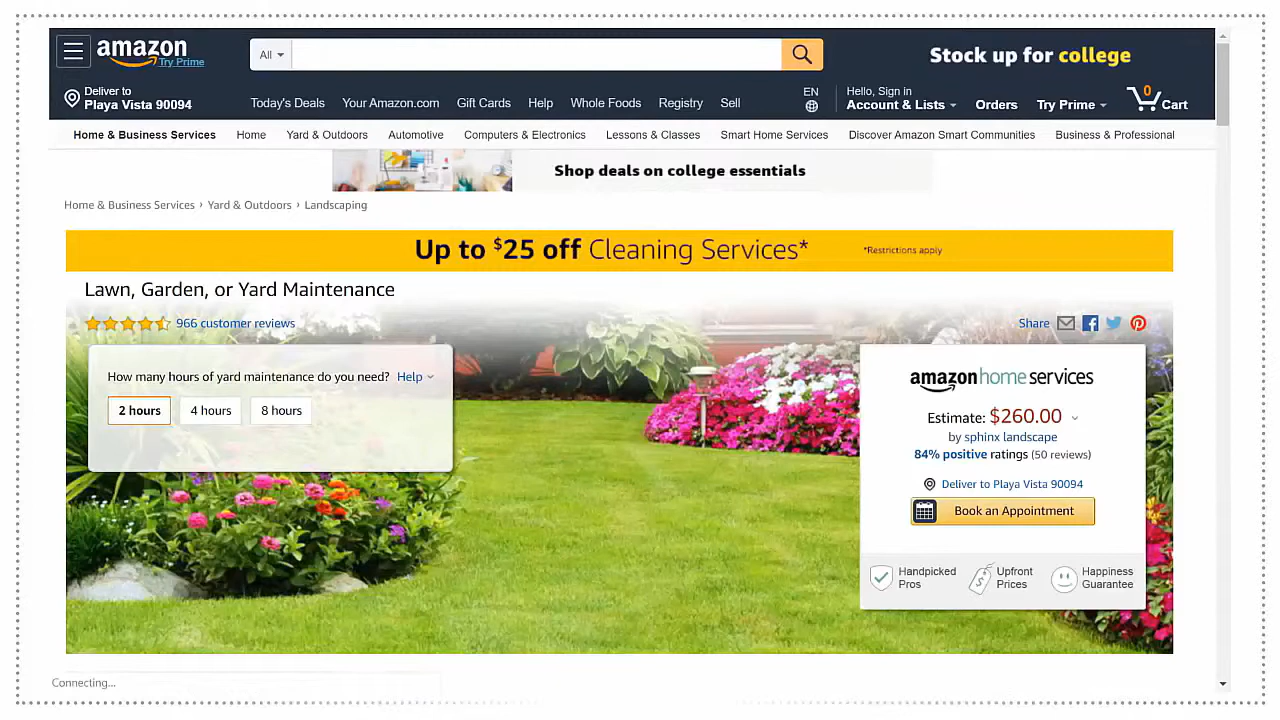 amazon
Try Prime
All
Stock up for college
Deliver to
Playa Vista 90094
Today's Deals Your Amazon.com Gift Cards Help Whole Foods Registry Sell
EN
Hello, Sign in
Account & Lists
Orders
Try Prime
0
Cart
Home & Business Services Home Yard & Outdoors Automotive Computers & Electronics Lessons & Classes Smart Home Services Discover Amazon Smart Communities Business & Professional
Shop deals on college essentials
Home & Business Services › Yard & Outdoors › Landscaping
Up to $25 off Cleaning Services* *Restrictions apply
Lawn, Garden, or Yard Maintenance
966 customer reviews
Share
How many hours of yard maintenance do you need? Help
2 hours 4 hours 8 hours
amazon home services
Estimate: $260.00
by sphinx landscape
84% positive ratings (50 reviews)
Deliver to Playa Vista 90094
Book an Appointment
Handpicked Pros
Upfront Prices
Happiness Guarantee
Connecting...